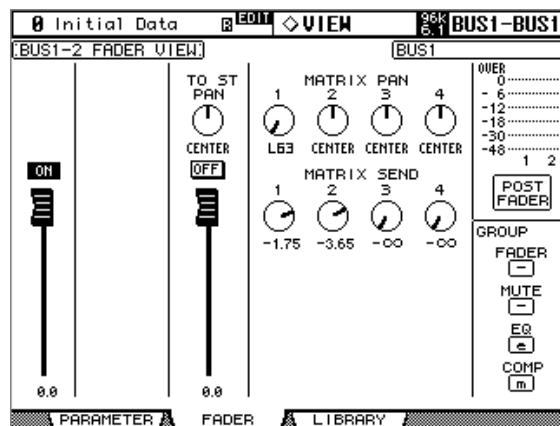 0 Initial Data EDIT ◇VIEW 96K 6.1 BUS1-BUS1
BUS1-2 FADER VIEW BUS1
TO ST PAN
CENTER
OFF
ON
0.0
0.0
MATRIX PAN
1 2 3 4
L63 CENTER CENTER CENTER
MATRIX SEND
1 2 3 4
-1.75 -3.65 -∞ -∞
OVER
0
- 6
-12
-18
-30
-48
1 2
POST
FADER
GROUP
FADER
-
MUTE
-
EQ
e
COMP
m
PARAMETER FADER LIBRARY